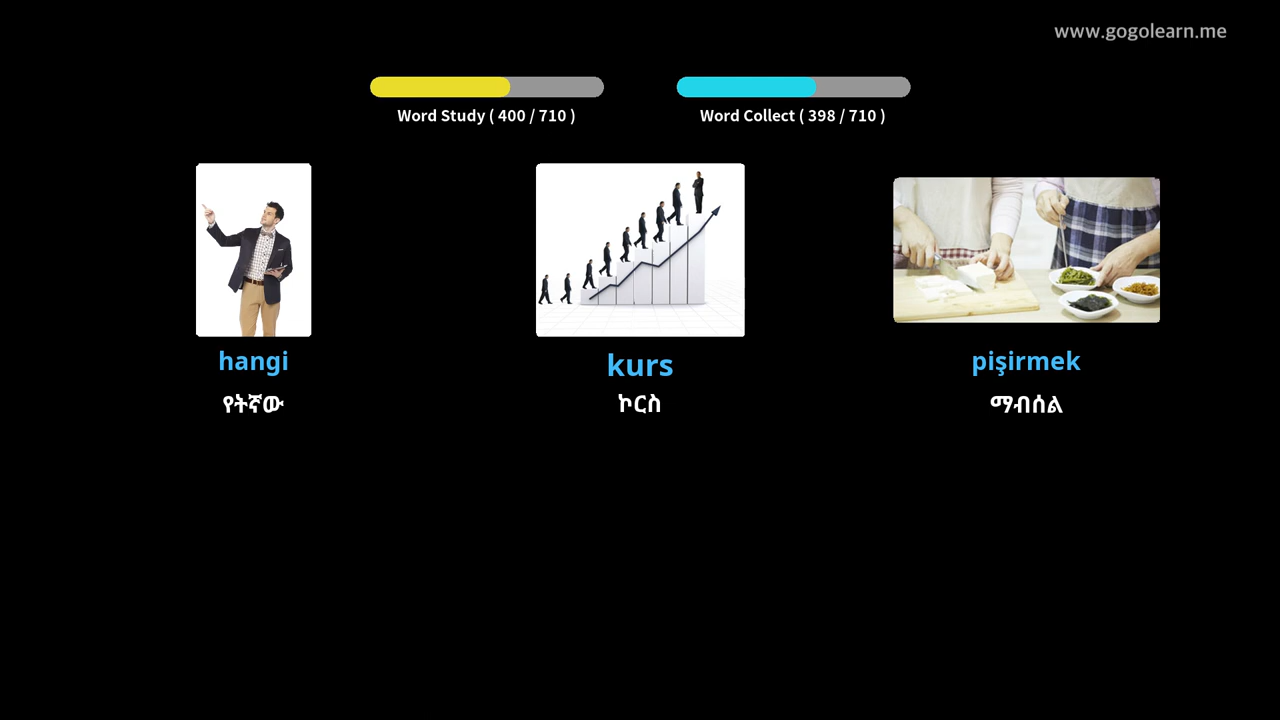 www.gogolearn.me
Word Study ( 400 / 710 )
Word Collect ( 398 / 710 )
hangi
የትኛው
kurs
ኮርስ
pişirmek
ማብሰል